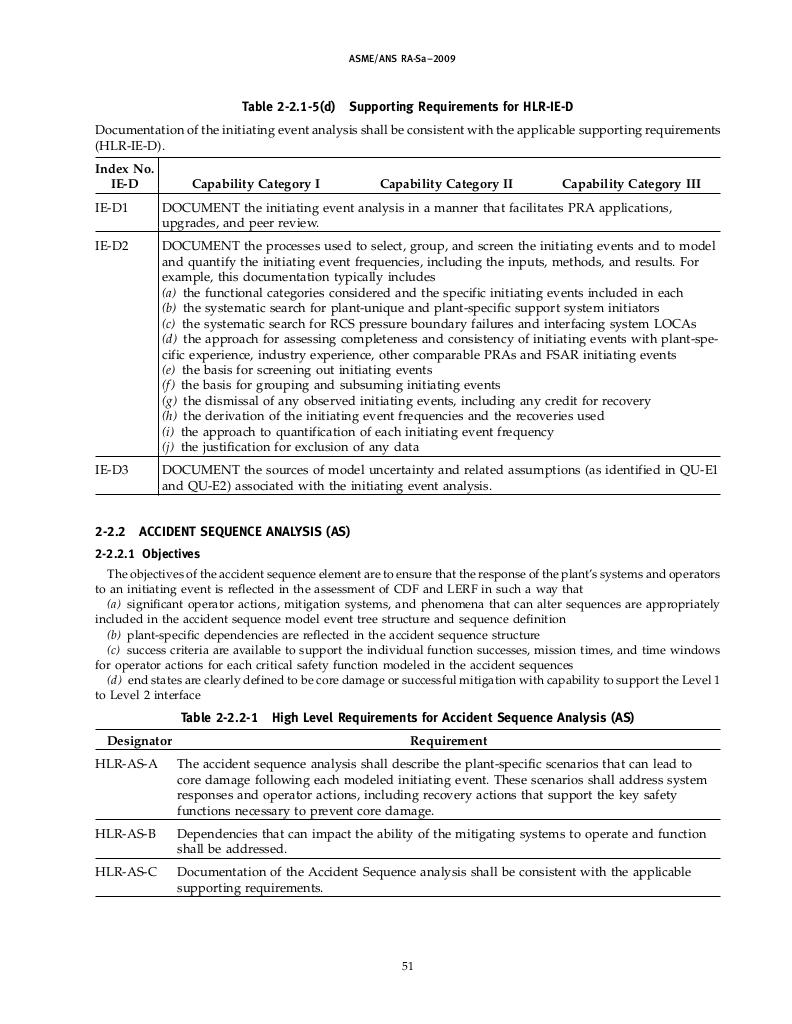 ASME/ANS RA-Sa–2009
Table 2-2.1-5(d) Supporting Requirements for HLR-IE-D
Documentation of the initiating event analysis shall be consistent with the applicable supporting requirements
(HLR-IE-D).
Index No.
IE-D Capability Category I Capability Category II Capability Category III
IE-D1 DOCUMENT the initiating event analysis in a manner that facilitates PRA applications,
upgrades, and peer review.
IE-D2 DOCUMENT the processes used to select, group, and screen the initiating events and to model
and quantify the initiating event frequencies, including the inputs, methods, and results. For
example, this documentation typically includes
(a) the functional categories considered and the specific initiating events included in each
(b) the systematic search for plant-unique and plant-specific support system initiators
(c) the systematic search for RCS pressure boundary failures and interfacing system LOCAs
(d) the approach for assessing completeness and consistency of initiating events with plant-spe-
cific experience, industry experience, other comparable PRAs and FSAR initiating events
(e) the basis for screening out initiating events
(f) the basis for grouping and subsuming initiating events
(g) the dismissal of any observed initiating events, including any credit for recovery
(h) the derivation of the initiating event frequencies and the recoveries used
(i) the approach to quantification of each initiating event frequency
(j) the justification for exclusion of any data
IE-D3 DOCUMENT the sources of model uncertainty and related assumptions (as identified in QU-E1
and QU-E2) associated with the initiating event analysis.
2-2.2 ACCIDENT SEQUENCE ANALYSIS (AS)
2-2.2.1 Objectives
The objectives of the accident sequence element are to ensure that the response of the plant's systems and operators
to an initiating event is reflected in the assessment of CDF and LERF in such a way that
(a) significant operator actions, mitigation systems, and phenomena that can alter sequences are appropriately
included in the accident sequence model event tree structure and sequence definition
(b) plant-specific dependencies are reflected in the accident sequence structure
(c) success criteria are available to support the individual function successes, mission times, and time windows
for operator actions for each critical safety function modeled in the accident sequences
(d) end states are clearly defined to be core damage or successful mitigation with capability to support the Level 1
to Level 2 interface
Table 2-2.2-1 High Level Requirements for Accident Sequence Analysis (AS)
Designator Requirement
HLR-AS-A The accident sequence analysis shall describe the plant-specific scenarios that can lead to
core damage following each modeled initiating event. These scenarios shall address system
responses and operator actions, including recovery actions that support the key safety
functions necessary to prevent core damage.
HLR-AS-B Dependencies that can impact the ability of the mitigating systems to operate and function
shall be addressed.
HLR-AS-C Documentation of the Accident Sequence analysis shall be consistent with the applicable
supporting requirements.
51